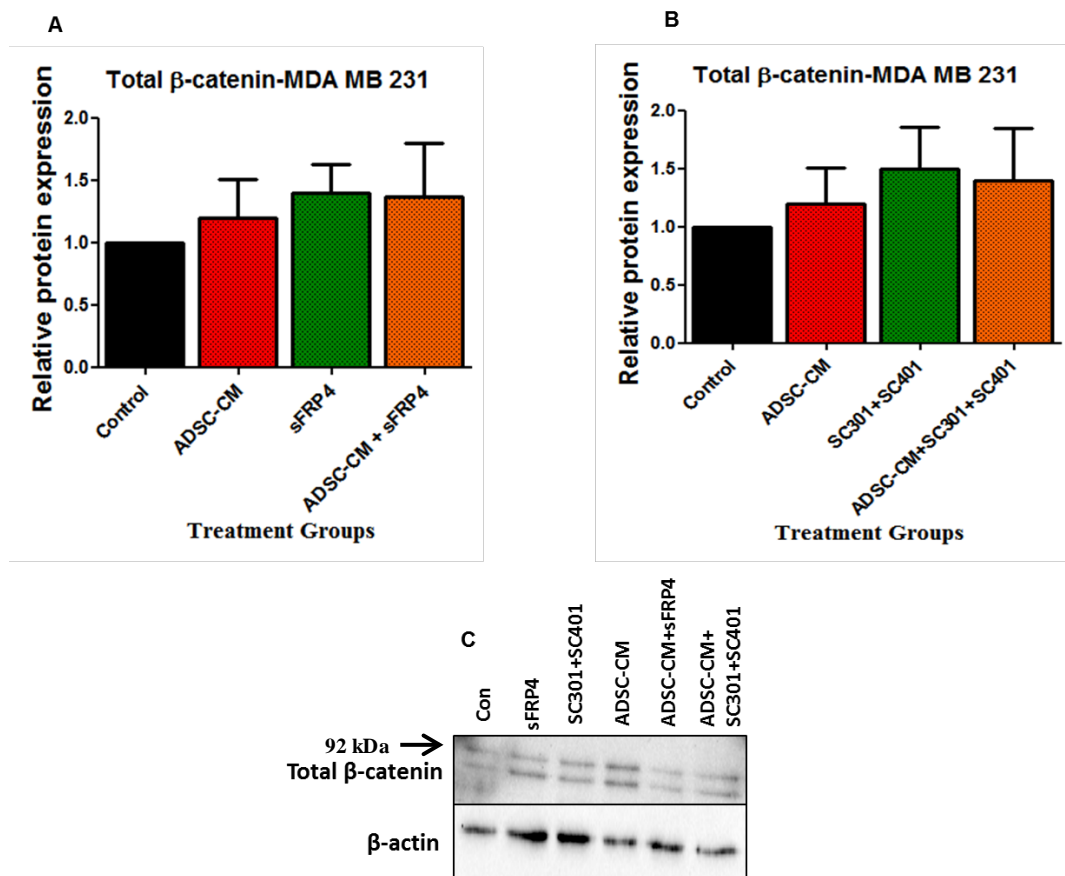 A
Total β-catenin-MDA MB 231
Relative protein expression
2.0
1.5
1.0
0.5
0.0
Control
ADSC-CM
sFRP4
ADSC-CM + sFRP4
Treatment Groups
B
Total β-catenin-MDA MB 231
Relative protein expression
2.0
1.5
1.0
0.5
0.0
Control
ADSC-CM
SC301+SC401
ADSC-CM+SC301+SC401
Treatment Groups
C
Con
sFRP4
SC301+SC401
ADSC-CM
ADSC-CM+sFRP4
ADSC-CM+
SC301+SC401
92 kDa
Total β-catenin
β-actin